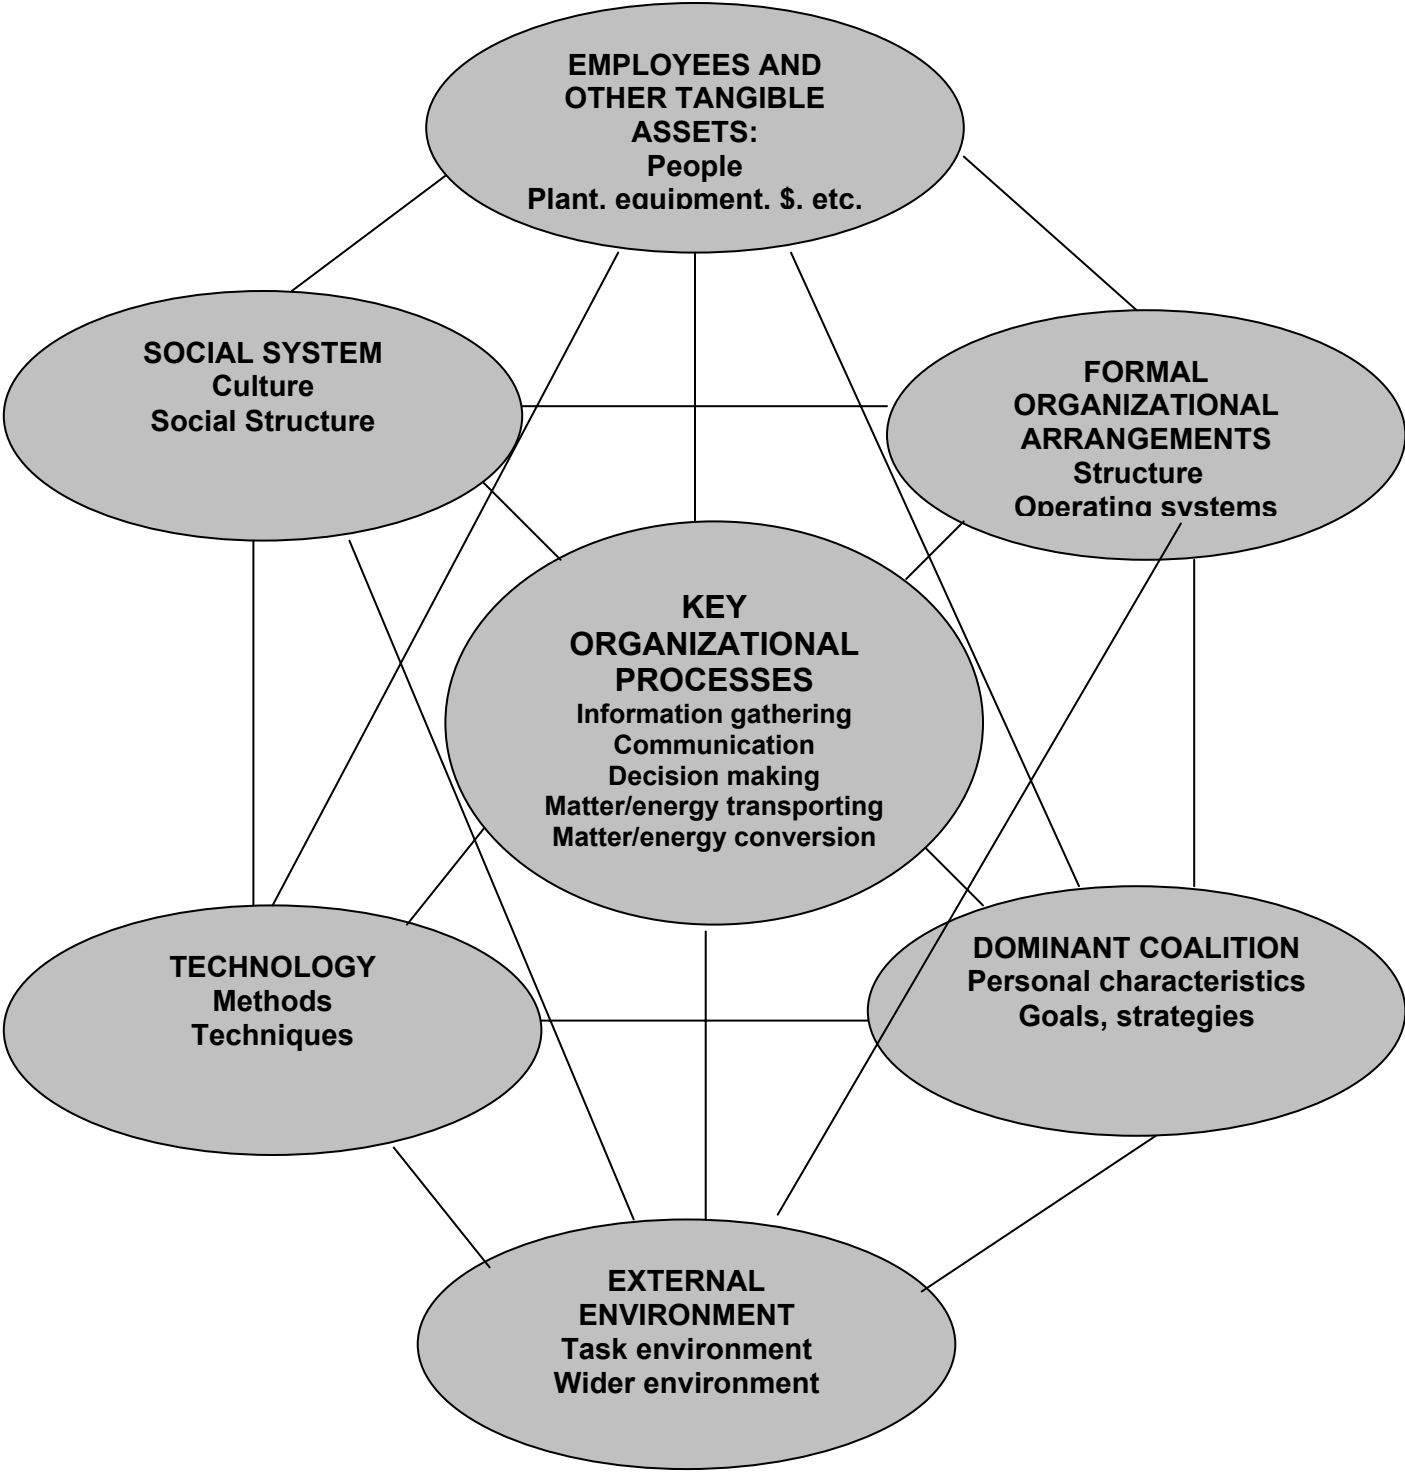 EMPLOYEES AND
OTHER TANGIBLE
ASSETS:
People
Plant, equipment, $, etc.
SOCIAL SYSTEM
Culture
Social Structure
FORMAL
ORGANIZATIONAL
ARRANGEMENTS
Structure
Operating systems
KEY
ORGANIZATIONAL
PROCESSES
Information gathering
Communication
Decision making
Matter/energy transporting
Matter/energy conversion
TECHNOLOGY
Methods
Techniques
DOMINANT COALITION
Personal characteristics
Goals, strategies
EXTERNAL
ENVIRONMENT
Task environment
Wider environment